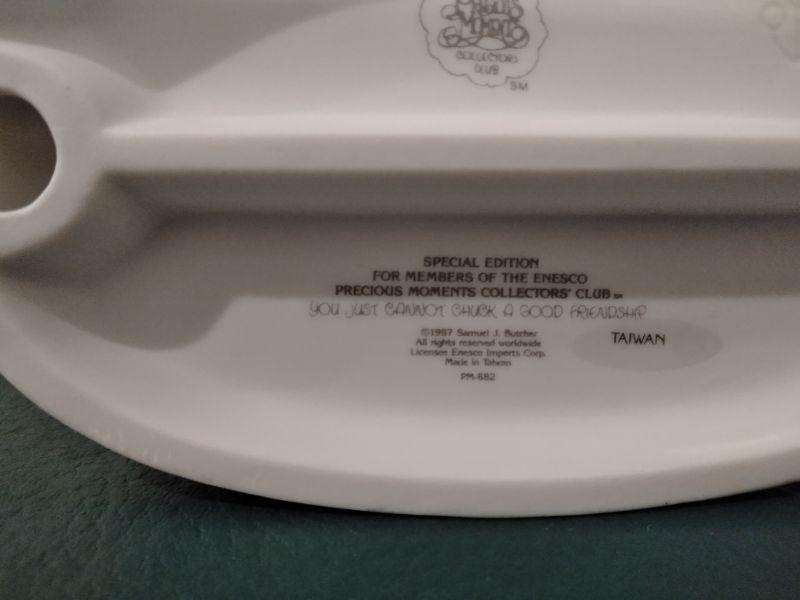 PRECIOUS
MOMENTS
COLLECTORS
CLUB
SM
SPECIAL EDITION
FOR MEMBERS OF THE ENESCO
PRECIOUS MOMENTS COLLECTORS' CLUB SM
YOU JUST CANNOT CHUCK A GOOD FRIENDSHIP
©1987 Samuel J. Butcher
All rights reserved worldwide
Licensee Enesco Imports Corp.
Made in Taiwan
PM-882
TAIWAN